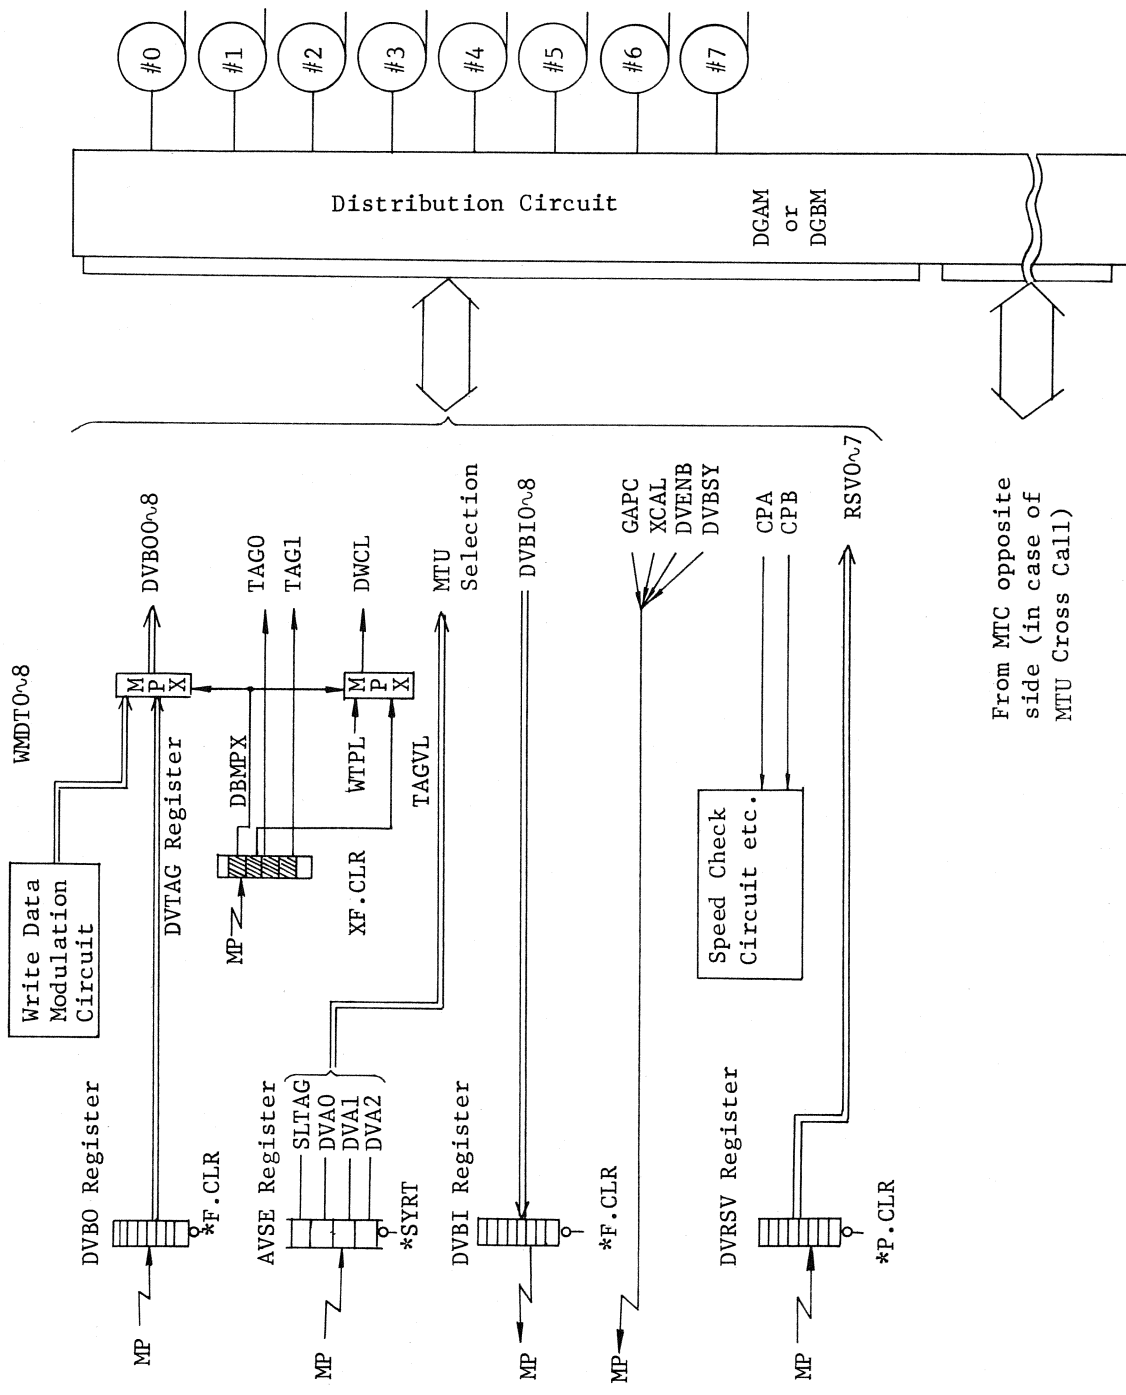 MP
DVBO Register
*F.CLR
Write Data
Modulation
Circuit
WMDT0~8
DVTAG Register
M
P
X
DVBO0~8
MP
DBMPX
TAG0
TAG1
XF.CLR
WTPL
M
P
X
DWCL
MP
AVSE Register
*SYRT
SLTAG
DVA0
DVA1
DVA2
TAGVL
MTU
Selection
MP
DVBI Register
*F.CLR
DVBI0~8
MP
GAPC
XCAL
DVENB
DVBSY
Speed Check
Circuit etc.
CPA
CPB
MP
DVRSV Register
*P.CLR
RSV0~7
From MTC opposite
side (in case of
MTU Cross Call)
Distribution Circuit
DGAM
or
DGBM
#0
#1
#2
#3
#4
#5
#6
#7